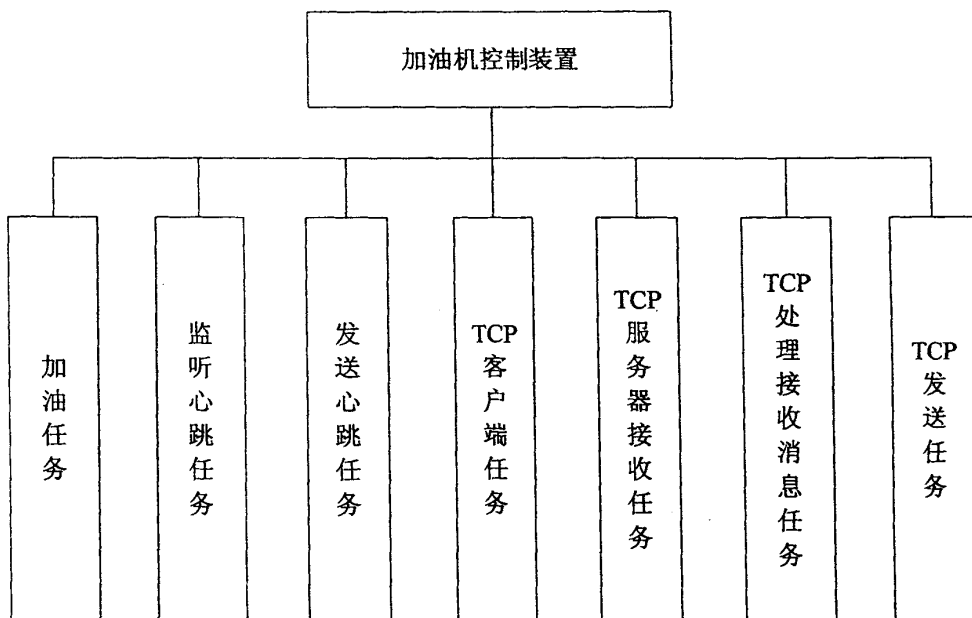 加油机控制装置
加油任务
监听心跳任务
发送心跳任务
TCP客户端任务
TCP服务器接收任务
TCP处理接收消息任务
TCP发送任务